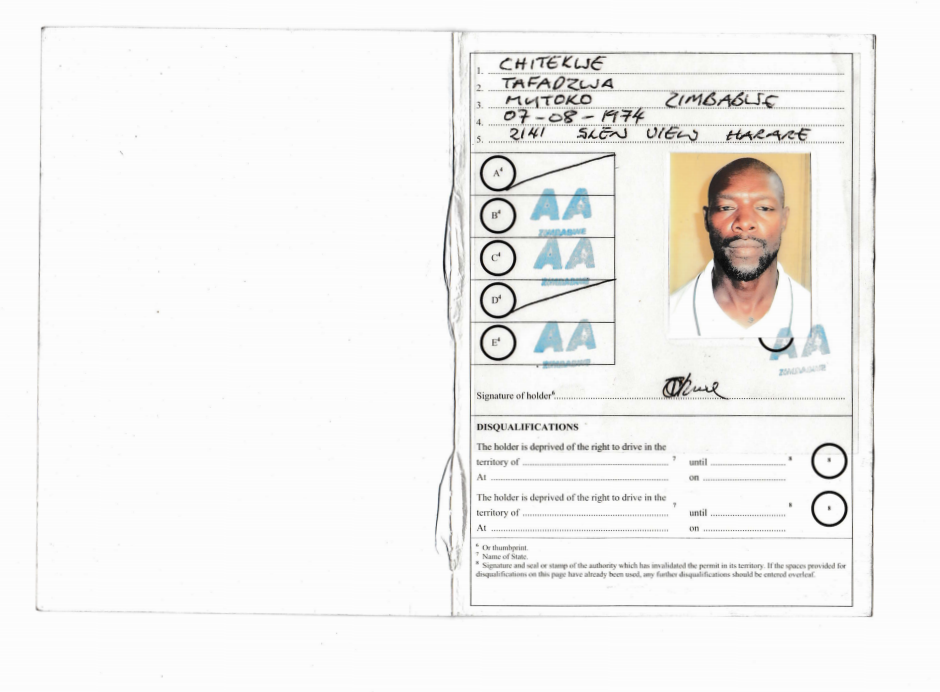 1. CHITEKWE
2. TAFADZWA
3. MUTOKO ZIMBABWE
4. 07-08-1974
5. 2141 GLEN VIEW HARARE
A⁴
B⁴ AA ZIMBABWE
C⁴ AA ZIMBABWE
D⁴
E⁴ AA ZIMBABWE
AA ZIMBABWE
Signature of holder⁶
DISQUALIFICATIONS
The holder is deprived of the right to drive in the
territory of ⁷ until ⁸ 8
At on
The holder is deprived of the right to drive in the
territory of ⁷ until ⁸ 8
At on
⁶ Or thumbprint.
⁷ Name of State.
⁸ Signature and seal or stamp of the authority which has invalidated the permit in its territory. If the spaces provided for
disqualifications on this page have already been used, any further disqualifications should be entered overleaf.